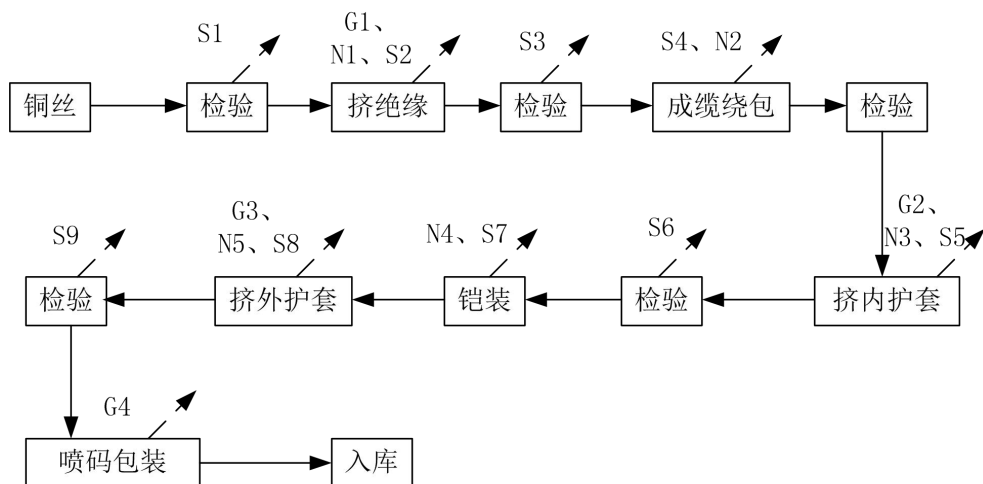 S1
G1、
N1、S2
S3
S4、N2
铜丝
检验
挤绝缘
检验
成缆绕包
检验
G2、
N3、S5
S6
N4、S7
G3、
N5、S8
S9
检验
挤外护套
铠装
检验
挤内护套
G4
喷码包装
入库